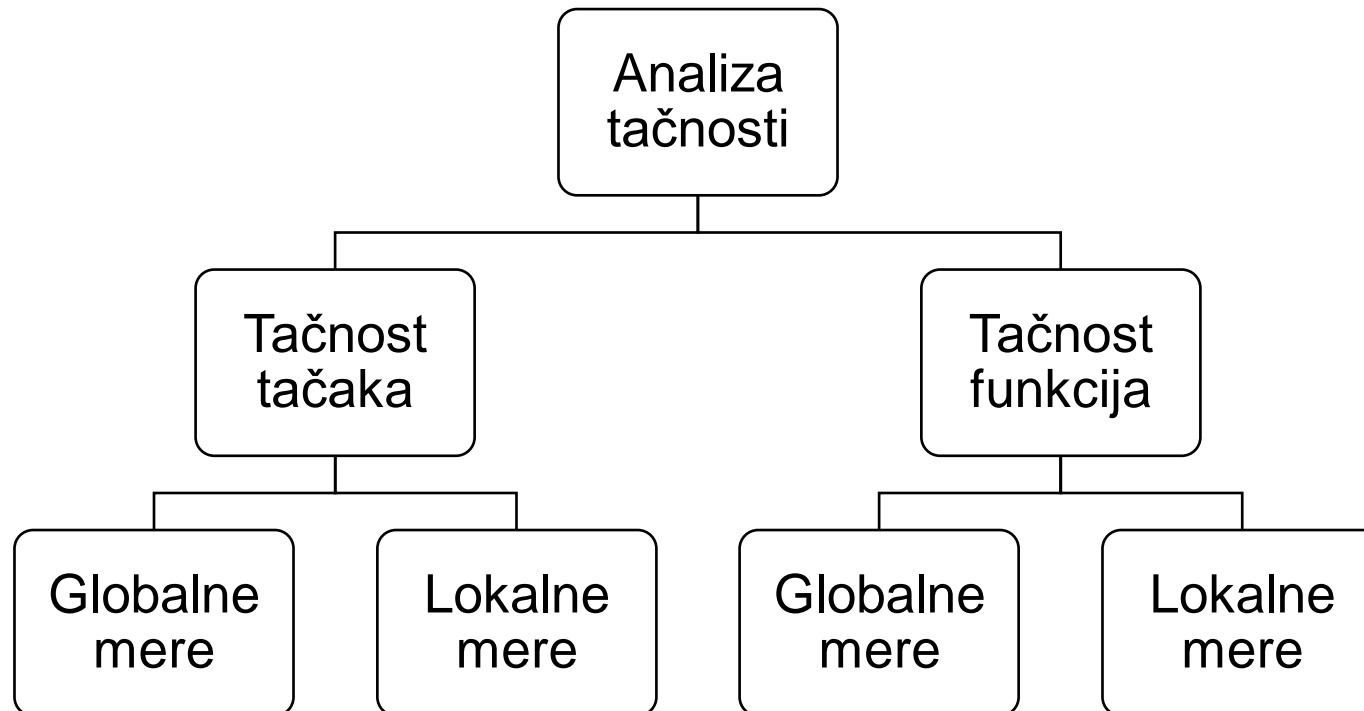 Analiza
tačnosti
Tačnost
tačaka
Tačnost
funkcija
Globalne
mere
Lokalne
mere
Globalne
mere
Lokalne
mere